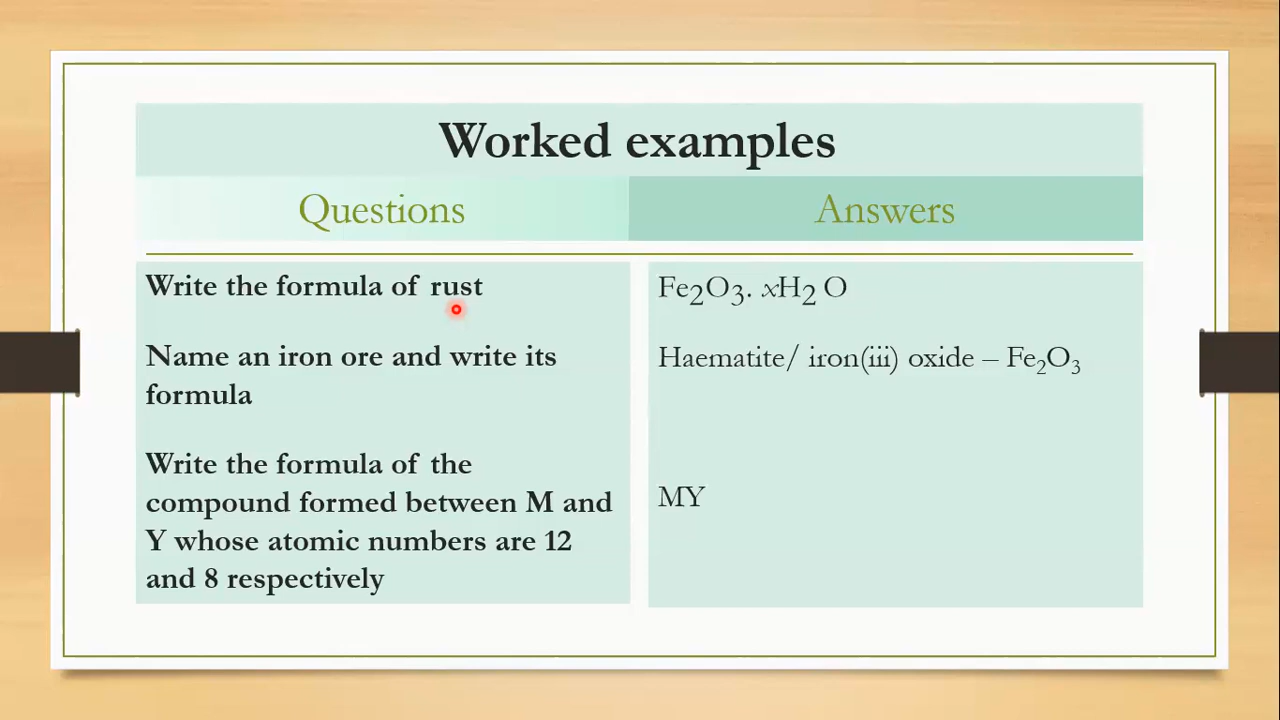 Worked examples
Questions
Answers
Write the formula of rust
Fe₂O₃. xH₂ O
Name an iron ore and write its
formula
Haematite/ iron(iii) oxide – Fe₂O₃
Write the formula of the
compound formed between M and
Y whose atomic numbers are 12
and 8 respectively
MY